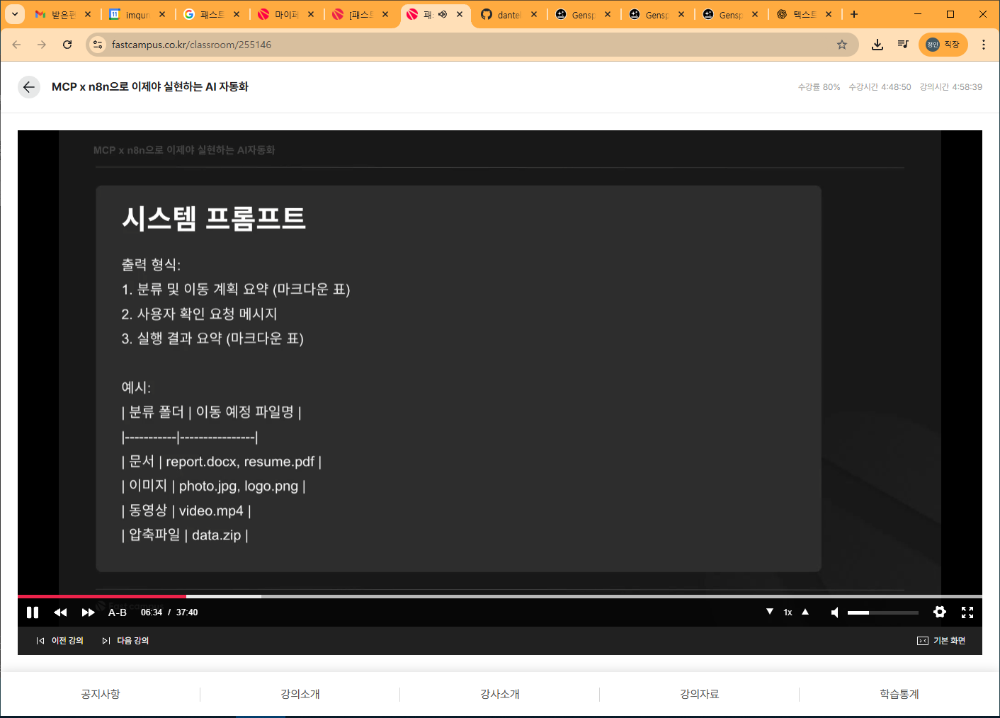 받은편
imgun
패스트
마이페
[패스트
패스
dantel
Gensp
Gensp
Gensp
텍스트
fastcampus.co.kr/classroom/255146
정인 직장
MCP x n8n으로 이제야 실현하는 AI 자동화
수강률 80% 수강시간 4:48:50 강의시간 4:58:39
MCP x n8n으로 이제야 실현하는 AI자동화
시스템 프롬프트
출력 형식:
1. 분류 및 이동 계획 요약 (마크다운 표)
2. 사용자 확인 요청 메시지
3. 실행 결과 요약 (마크다운 표)
예시:
| 분류 폴더 | 이동 예정 파일명 |
|-----------|----------------|
| 문서 | report.docx, resume.pdf |
| 이미지 | photo.jpg, logo.png |
| 동영상 | video.mp4 |
| 압축파일 | data.zip |
A-B 06:34 / 37:40 1x
이전 강의 다음 강의 기본 화면
공지사항 강의소개 강사소개 강의자료 학습통계